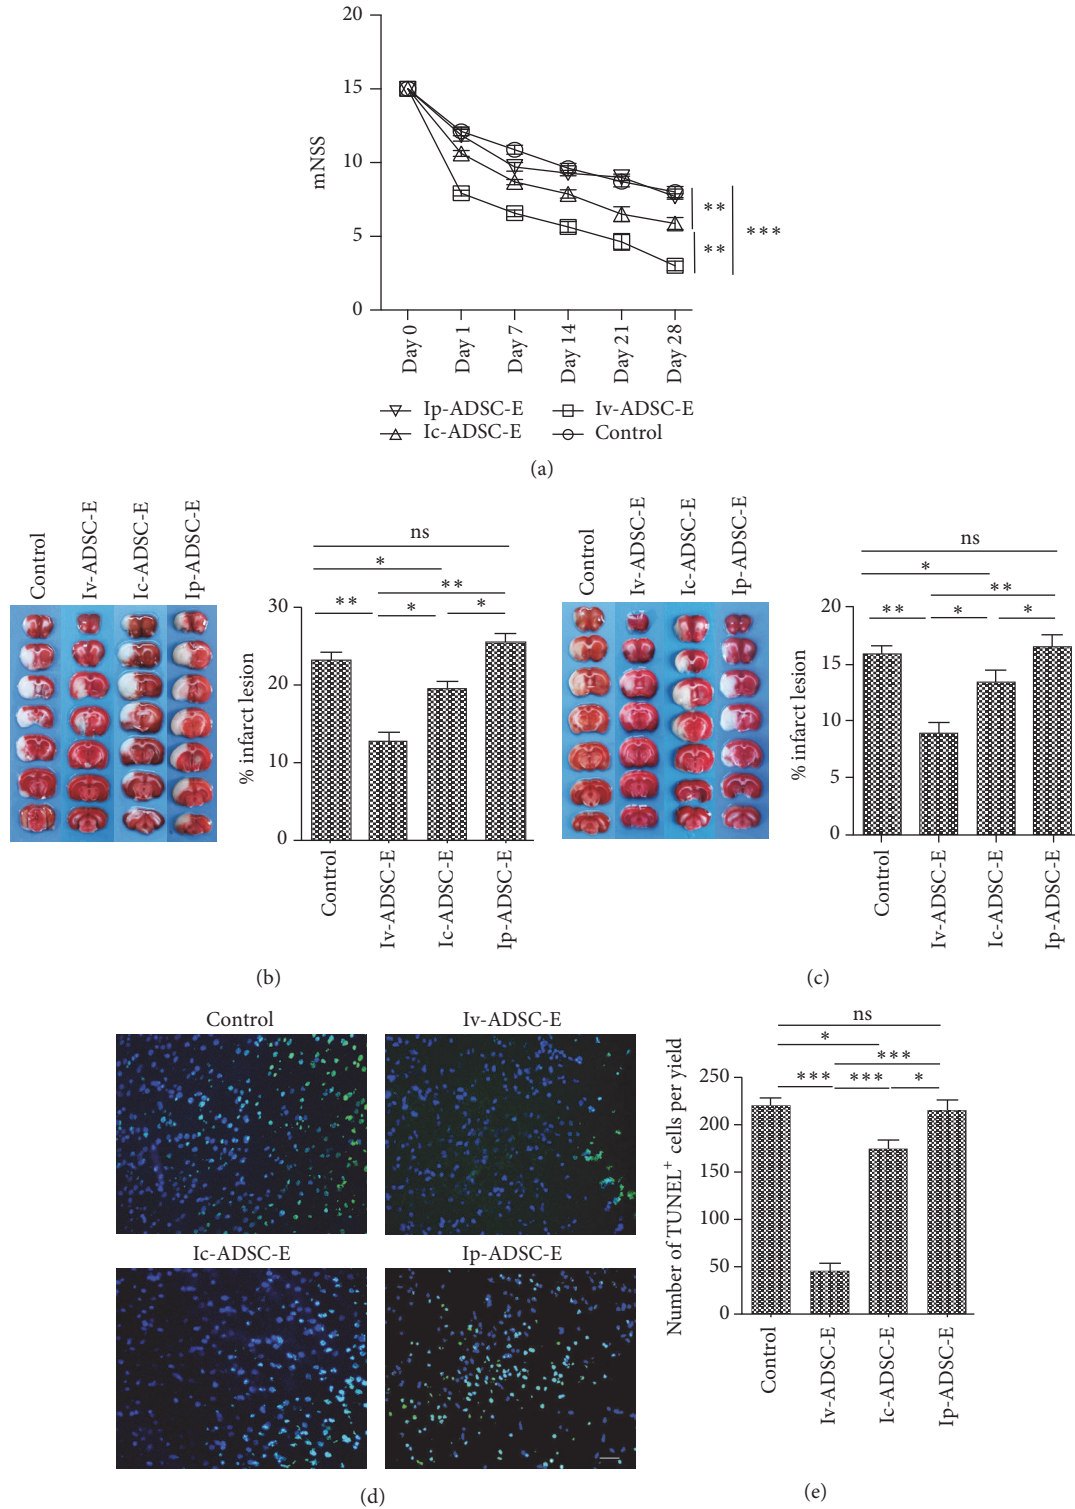 20
15
10
5
0
mNSS
Day 0
Day 1
Day 7
Day 14
Day 21
Day 28
**
**
***
Ip-ADSC-E
Iv-ADSC-E
Ic-ADSC-E
Control
(a)
Control
Iv-ADSC-E
Ic-ADSC-E
Ip-ADSC-E
ns
*
**
**
*
*
30
20
10
0
% infarct lesion
Control
Iv-ADSC-E
Ic-ADSC-E
Ip-ADSC-E
(b)
Control
Iv-ADSC-E
Ic-ADSC-E
Ip-ADSC-E
ns
*
**
**
*
*
20
15
10
5
0
% infarct lesion
Control
Iv-ADSC-E
Ic-ADSC-E
Ip-ADSC-E
(c)
Control
Iv-ADSC-E
Ic-ADSC-E
Ip-ADSC-E
(d)
ns
*
***
***
***
*
250
200
150
100
50
0
Number of TUNEL+ cells per yield
Control
Iv-ADSC-E
Ic-ADSC-E
Ip-ADSC-E
(e)